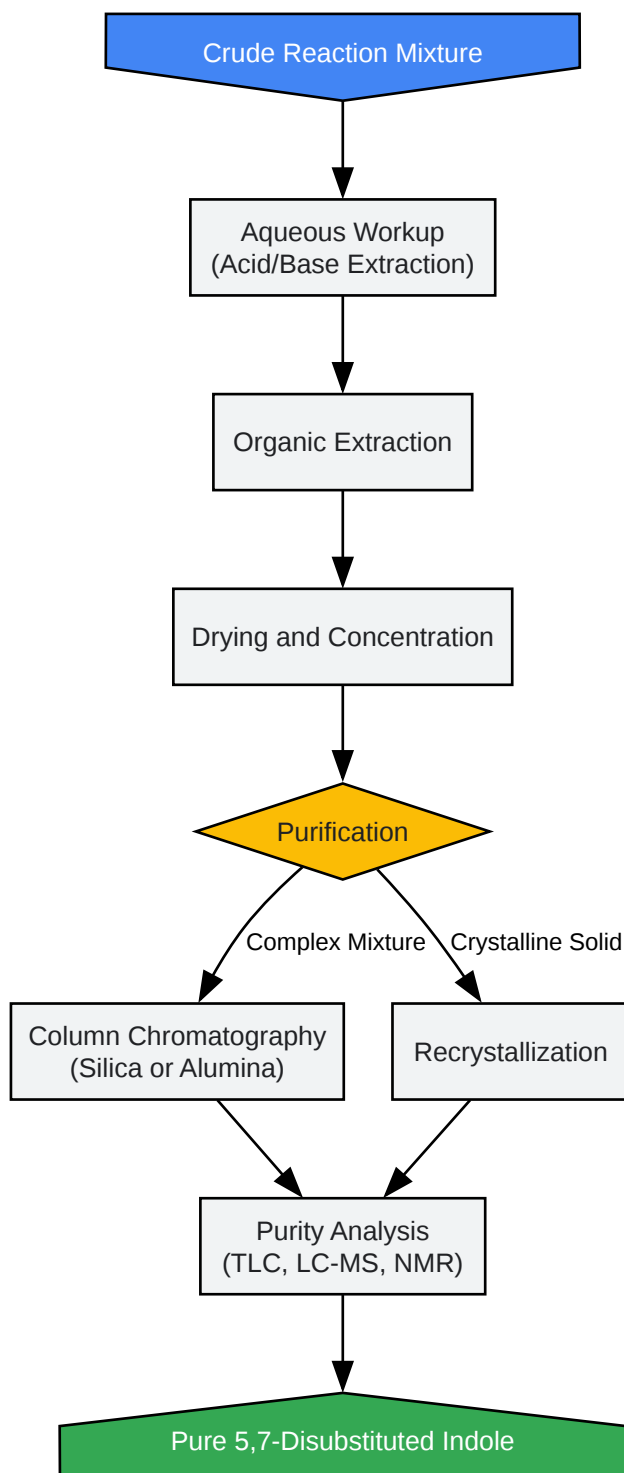 Crude Reaction Mixture
Aqueous Workup
(Acid/Base Extraction)
Organic Extraction
Drying and Concentration
Purification
Complex Mixture
Crystalline Solid
Column Chromatography
(Silica or Alumina)
Recrystallization
Purity Analysis
(TLC, LC-MS, NMR)
Pure 5,7-Disubstituted Indole